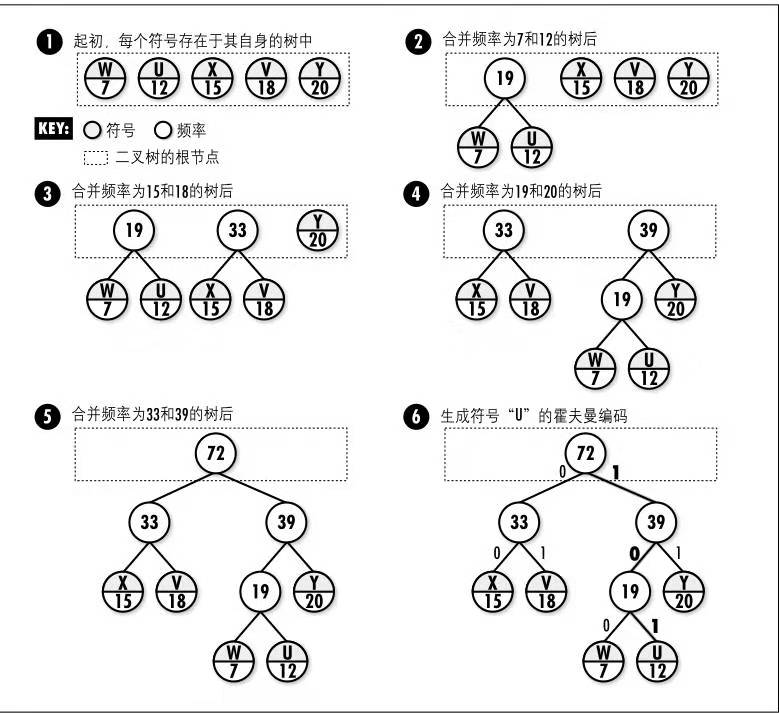 1 起初，每个符号存在于其自身的树中
W U X V Y
7 12 15 18 20
KEY: 符号 频率
二叉树的根节点
2 合并频率为7和12的树后
19 X V Y
15 18 20
W U
7 12
3 合并频率为15和18的树后
19 33 Y
20
W U X V
7 12 15 18
4 合并频率为19和20的树后
33 39
X V 19 Y
15 18 20
W U
7 12
5 合并频率为33和39的树后
72
33 39
X V 19 Y
15 18 20
W U
7 12
6 生成符号“U”的霍夫曼编码
72
0 1
33 39
0 1 0 1
X V 19 Y
15 18 20
0 1
W U
7 12